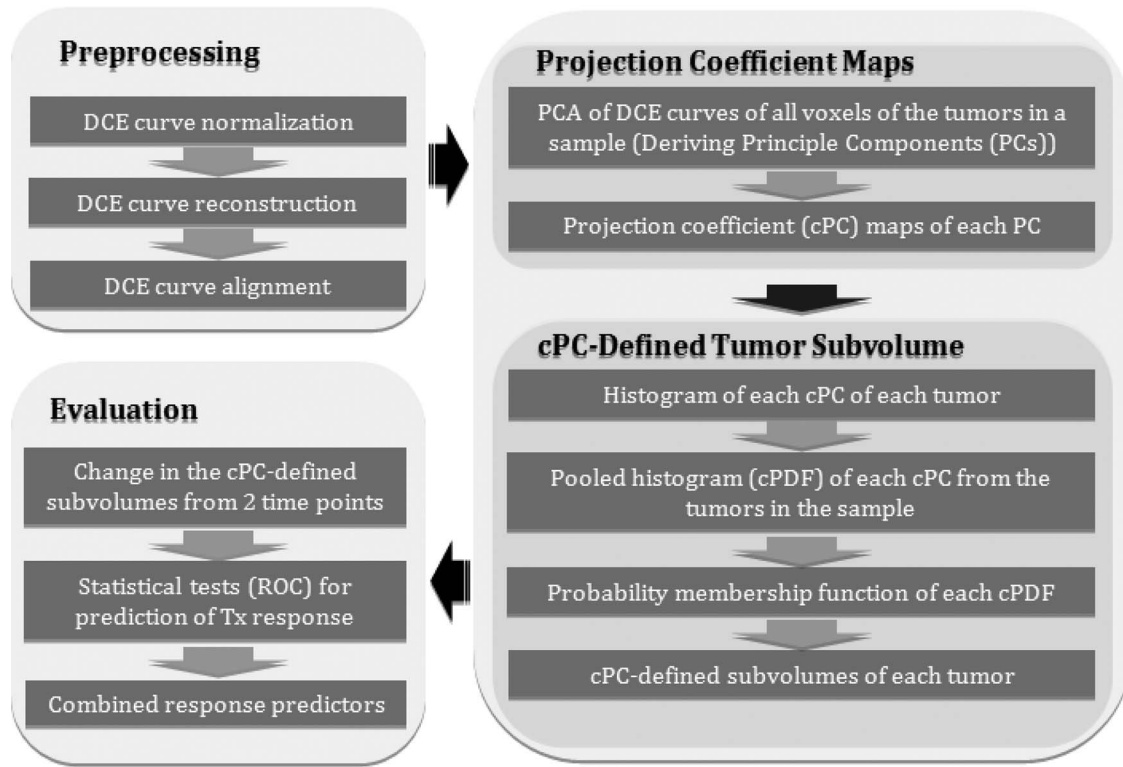 Preprocessing
DCE curve normalization
DCE curve reconstruction
DCE curve alignment
Projection Coefficient Maps
PCA of DCE curves of all voxels of the tumors in a
sample (Deriving Principle Components (PCs))
Projection coefficient (cPC) maps of each PC
cPC-Defined Tumor Subvolume
Histogram of each cPC of each tumor
Pooled histogram (cPDF) of each cPC from the
tumors in the sample
Probability membership function of each cPDF
cPC-defined subvolumes of each tumor
Evaluation
Change in the cPC-defined
subvolumes from 2 time points
Statistical tests (ROC) for
prediction of Tx response
Combined response predictors